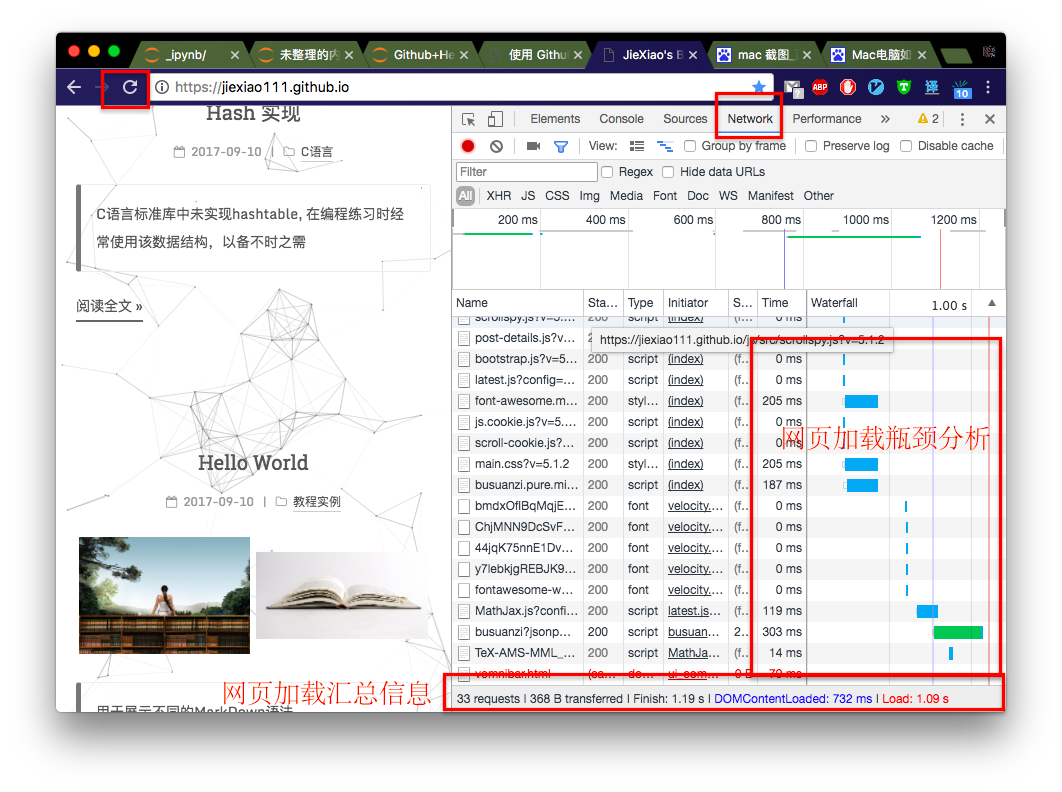 _ipynb/
未整理的内
Github+He
使用 Githu
JieXiao's B
mac 截图_
Mac电脑如
https://jiexiao111.github.io
ABP
译
10
Hash 实现
2017-09-10 | C语言
C语言标准库中未实现hashtable, 在编程练习时经
常使用该数据结构，以备不时之需
阅读全文 »
Hello World
2017-09-10 | 教程实例
网页加载汇总信息
用于展示不同的MarkDown语法
Elements Console Sources Network Performance » 2
View: Group by frame Preserve log Disable cache
Filter Regex Hide data URLs
All XHR JS CSS Img Media Font Doc WS Manifest Other
200 ms 400 ms 600 ms 800 ms 1000 ms 1200 ms
Name Sta... Type Initiator S... Time Waterfall 1.00 s
scrollspy.js?v=5.1... 200 script (index) (f... 0 ms
post-details.js?v...
https://jiexiao111.github.io/js/src/scrollspy.js?v=5.1.2
bootstrap.js?v=5... 200 script (index) (f... 0 ms
latest.js?config=... 200 script (index) (f... 0 ms
font-awesome.m... 200 styl... (index) (f... 205 ms
js.cookie.js?v=5.... 200 script (index) (f... 0 ms
网页加载瓶颈分析
scroll-cookie.js?... 200 script (index) (f... 0 ms
main.css?v=5.1.2 200 styl... (index) (f... 205 ms
busuanzi.pure.mi... 200 script (index) (f... 187 ms
bmdxOfIBqMqjE... 200 font velocity.... (f... 0 ms
ChjMNN9DcSvF... 200 font velocity.... (f... 0 ms
44jqK75nnE1Dv... 200 font velocity.... (f... 0 ms
y7lebkjgREBJK9... 200 font velocity.... (f... 0 ms
fontawesome-w... 200 font velocity.... (f... 0 ms
MathJax.js?confi... 200 script latest.js... (f... 119 ms
busuanzi?jsonp... 200 script busuan... 2... 303 ms
TeX-AMS-MML_... 200 script MathJa... (f... 14 ms
vomnibar.html (ca... do... ui_com... 0 B 79 ms
33 requests | 368 B transferred | Finish: 1.19 s | DOMContentLoaded: 732 ms | Load: 1.09 s